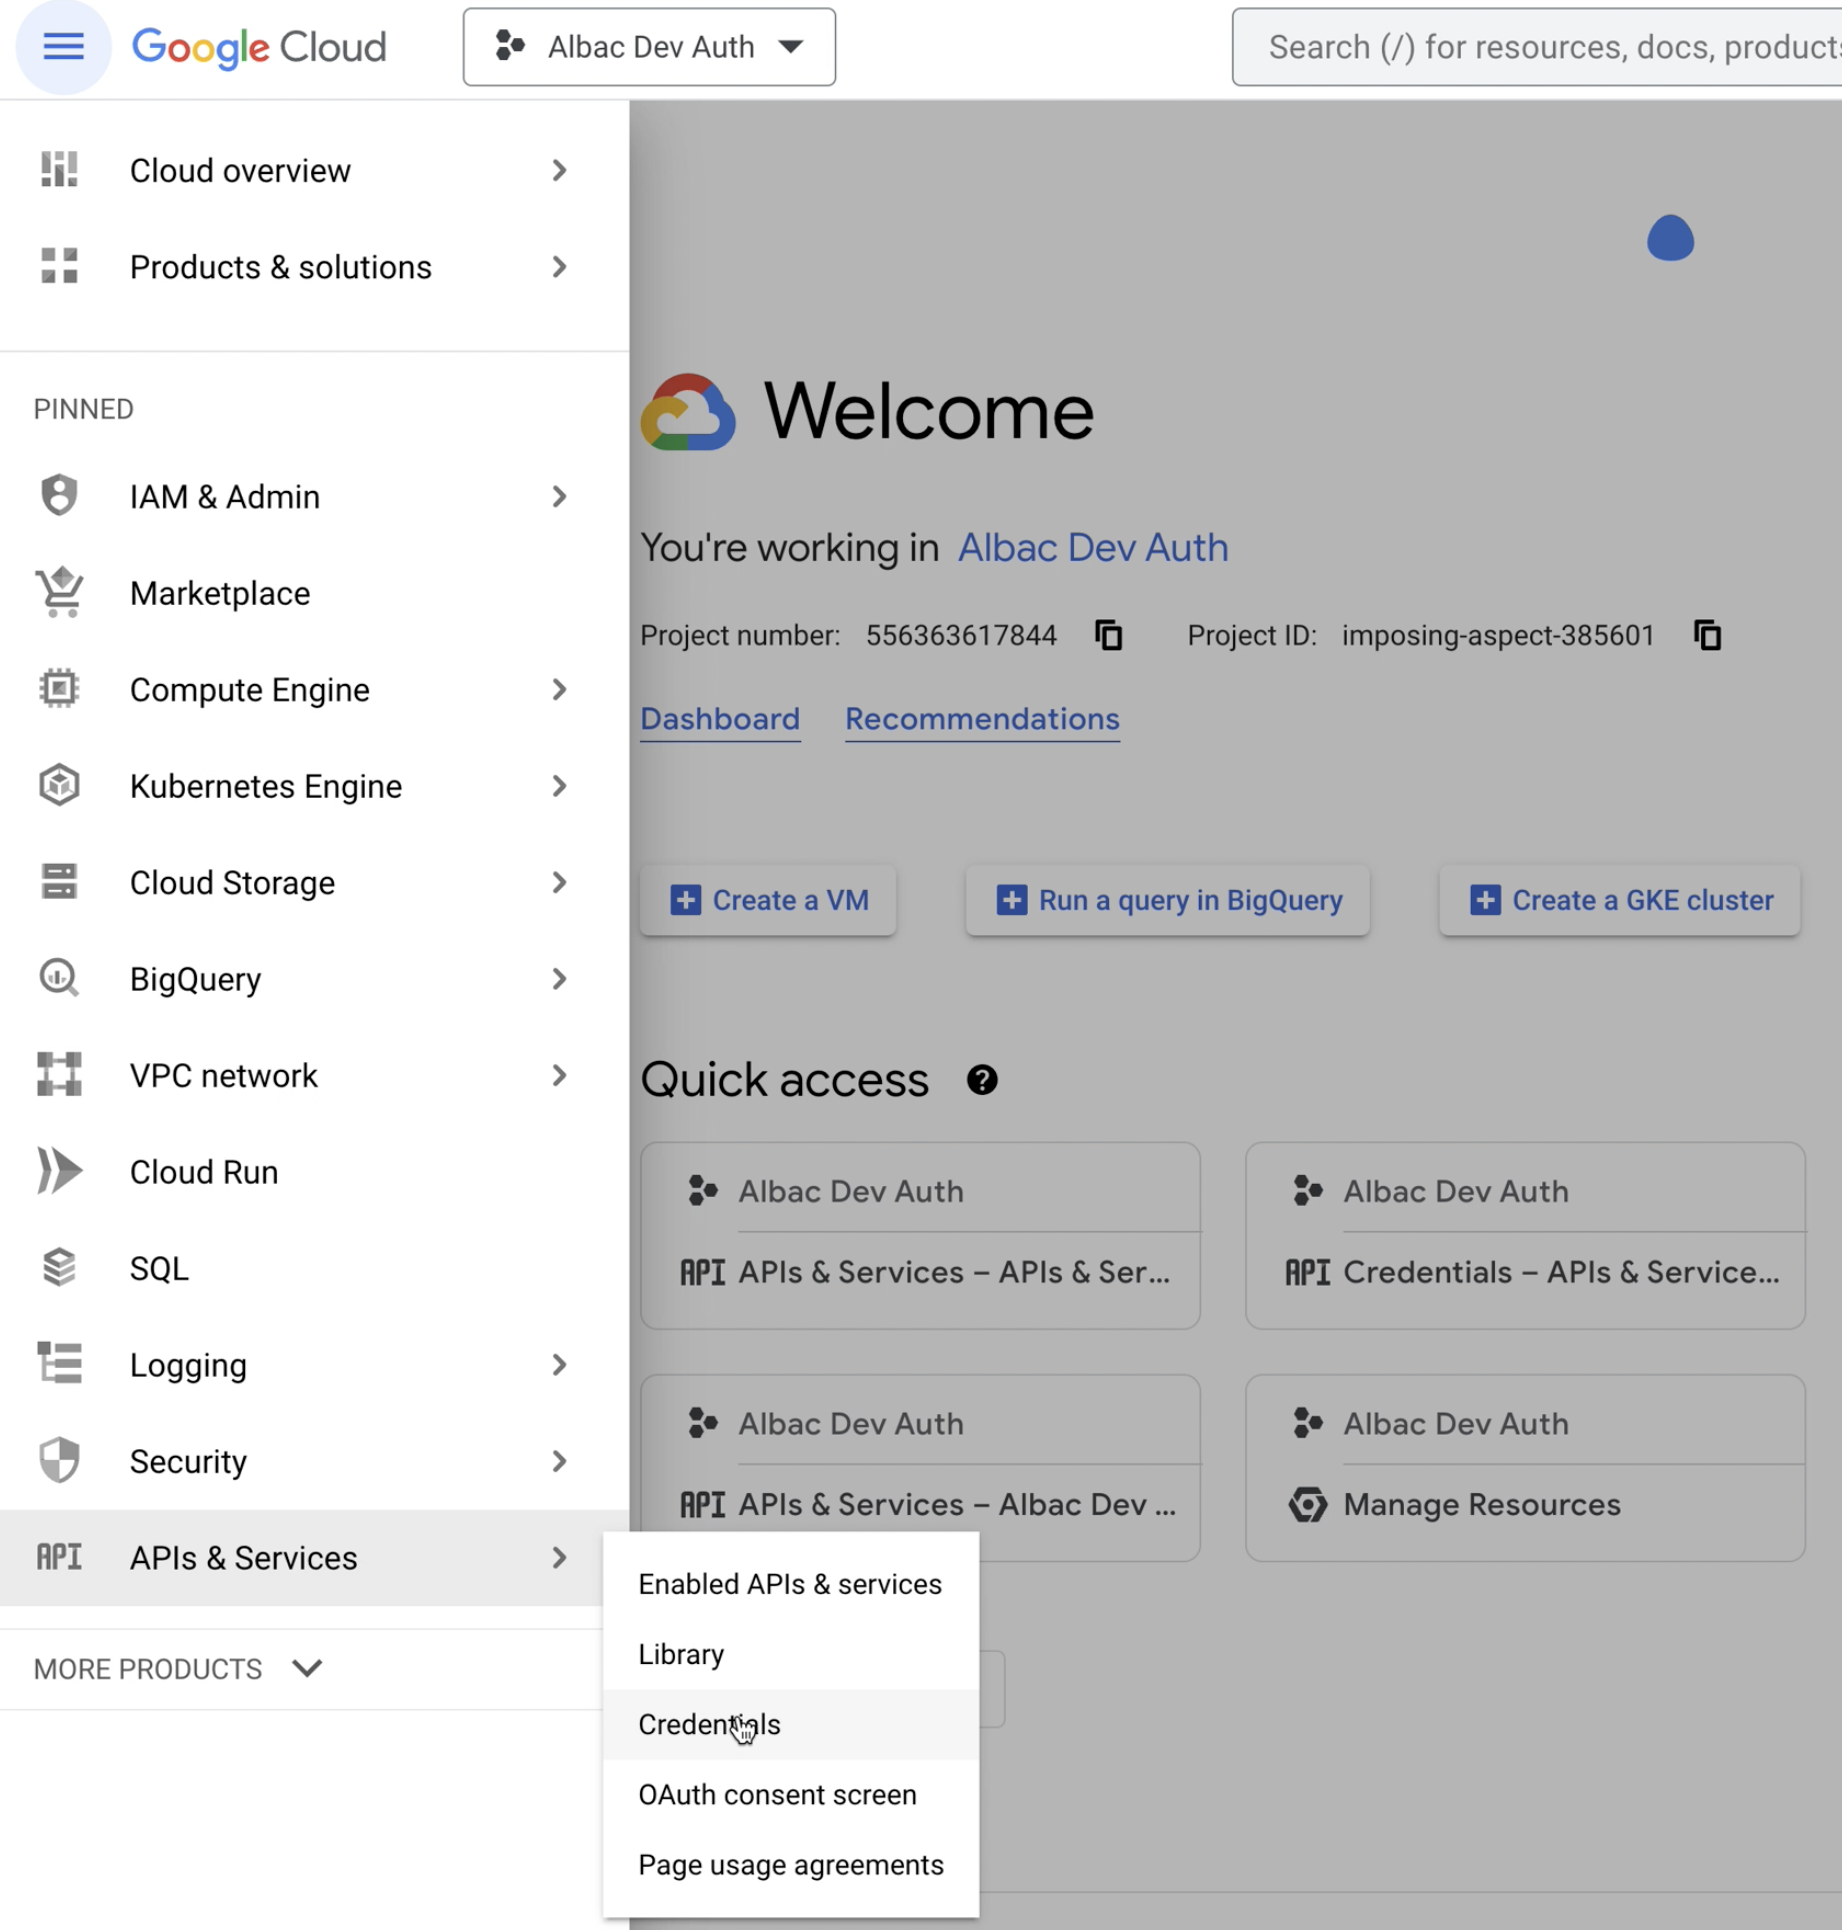 Google Cloud
Albac Dev Auth
Search (/) for resources, docs, products
Cloud overview
Products & solutions
PINNED
IAM & Admin
Marketplace
Compute Engine
Kubernetes Engine
Cloud Storage
BigQuery
VPC network
Cloud Run
SQL
Logging
Security
API APIs & Services
MORE PRODUCTS
Welcome
You're working in Albac Dev Auth
Project number: 556363617844 Project ID: imposing-aspect-385601
Dashboard Recommendations
Create a VM
Run a query in BigQuery
Create a GKE cluster
Quick access
Albac Dev Auth
API APIs & Services – APIs & Ser...
Albac Dev Auth
API Credentials – APIs & Service...
Albac Dev Auth
API APIs & Services – Albac Dev ...
Albac Dev Auth
Manage Resources
Enabled APIs & services
Library
Credentials
OAuth consent screen
Page usage agreements